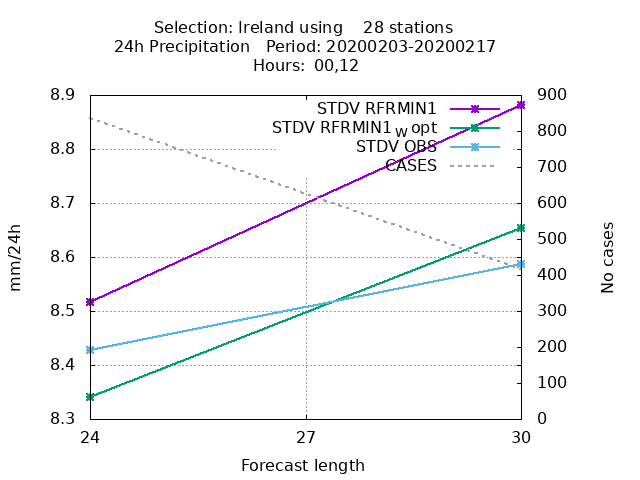 Selection: Ireland using 28 stations
24h Precipitation Period: 20200203-20200217
Hours: 00,12
8.9
8.8
8.7
8.6
8.5
8.4
8.3
mm/24h
STDV RFRMIN1
STDV RFRMIN1W opt
STDV OBS
CASES
900
800
700
600
500
400
300
200
100
0
No cases
24 27 30
Forecast length